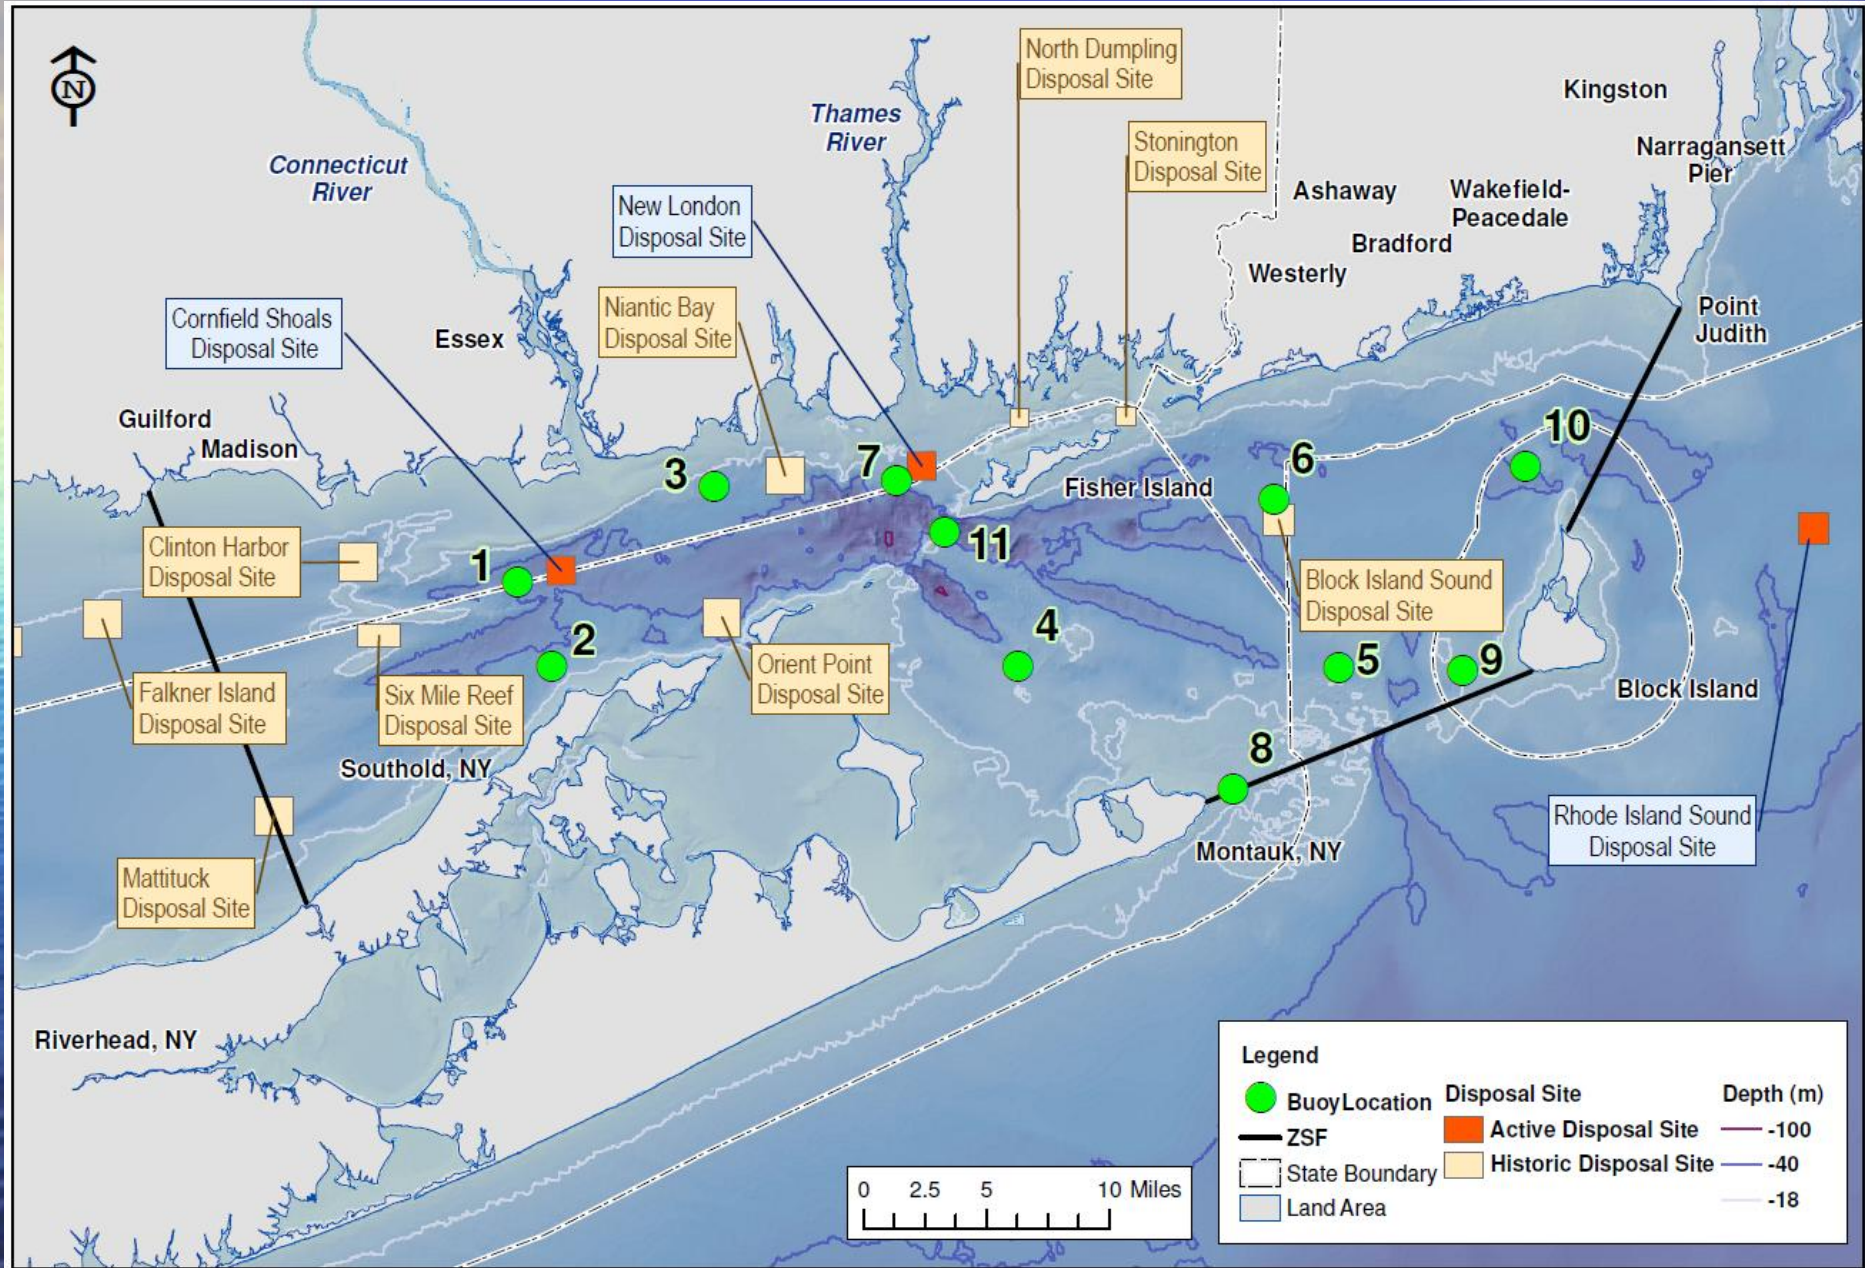 N
North Dumpling
Disposal Site
Kingston
Thames
River
Stonington
Disposal Site
Narragansett
Pier
Connecticut
River
New London
Disposal Site
Ashaway
Wakefield-
Peacedale
Bradford
Westerly
Cornfield Shoals
Disposal Site
Niantic Bay
Disposal Site
Essex
Point
Judith
Guilford
Madison
3
7
6
10
Fisher Island
Clinton Harbor
Disposal Site
1
11
Block Island Sound
Disposal Site
2
4
5
9
Orient Point
Disposal Site
Falkner Island
Disposal Site
Six Mile Reef
Disposal Site
Block Island
Southold, NY
8
Rhode Island Sound
Disposal Site
Montauk, NY
Mattituck
Disposal Site
Riverhead, NY
0 2.5 5 10 Miles
Legend
Buoy Location
ZSF
State Boundary
Land Area
Disposal Site
Active Disposal Site
Historic Disposal Site
Depth (m)
-100
-40
-18